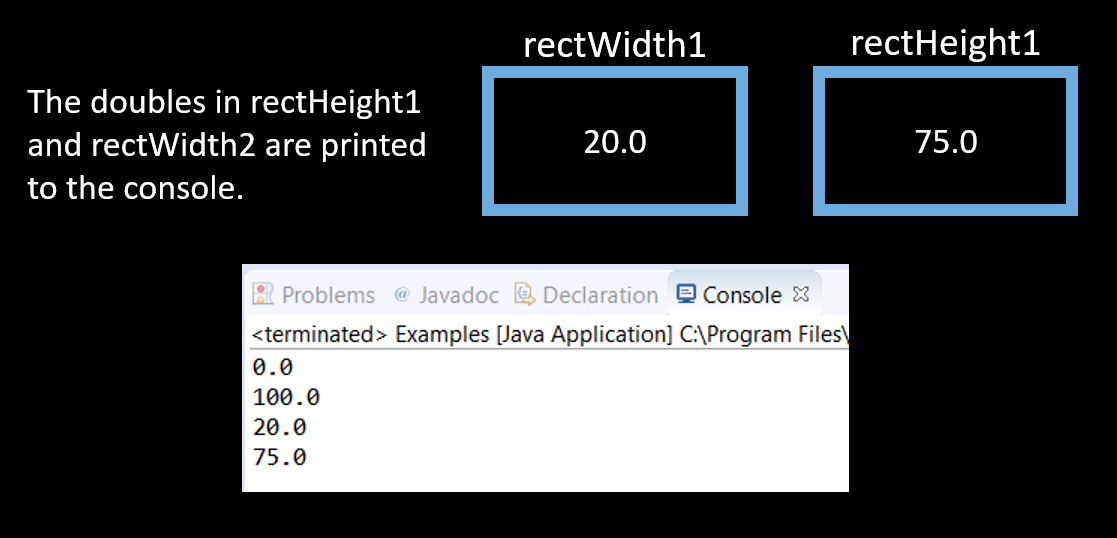 rectWidth1
rectHeight1
The doubles in rectHeight1
and rectWidth2 are printed
to the console.
20.0
75.0
Problems @ Javadoc Declaration Console
<terminated> Examples [Java Application] C:\Program Files\
0.0
100.0
20.0
75.0